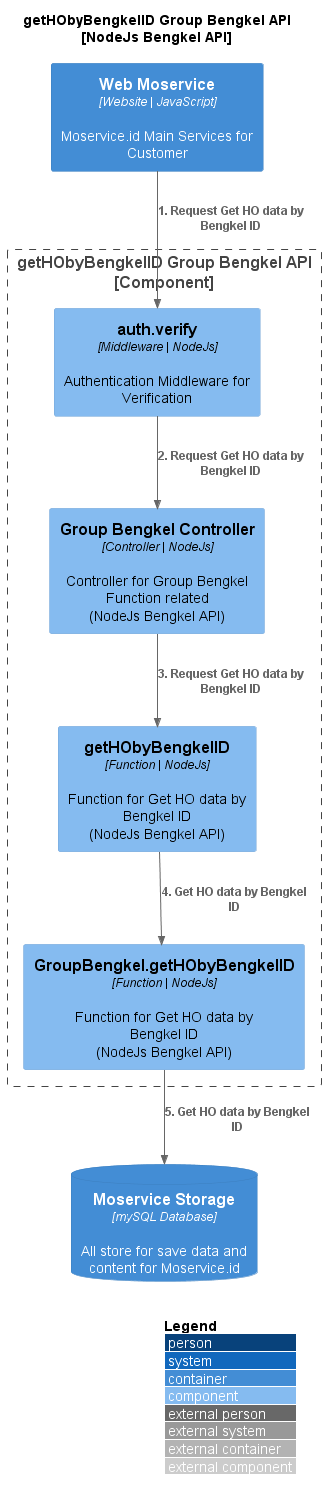 getHObyBengkelID Group Bengkel API
[NodeJs Bengkel API]
Web Moservice
[Website | JavaScript]
Moservice.id Main Services for
Customer
1. Request Get HO data by
Bengkel ID
getHObyBengkelID Group Bengkel API
[Component]
auth.verify
[Middleware | NodeJs]
Authentication Middleware for
Verification
2. Request Get HO data by
Bengkel ID
Group Bengkel Controller
[Controller | NodeJs]
Controller for Group Bengkel
Function related
(NodeJs Bengkel API)
3. Request Get HO data by
Bengkel ID
getHObyBengkelID
[Function | NodeJs]
Function for Get HO data by
Bengkel ID
(NodeJs Bengkel API)
4. Get HO data by Bengkel
ID
GroupBengkel.getHObyBengkelID
[Function | NodeJs]
Function for Get HO data by
Bengkel ID
(NodeJs Bengkel API)
5. Get HO data by Bengkel
ID
Moservice Storage
[mySQL Database]
All store for save data and
content for Moservice.id
Legend
person
system
container
component
external person
external system
external container
external component